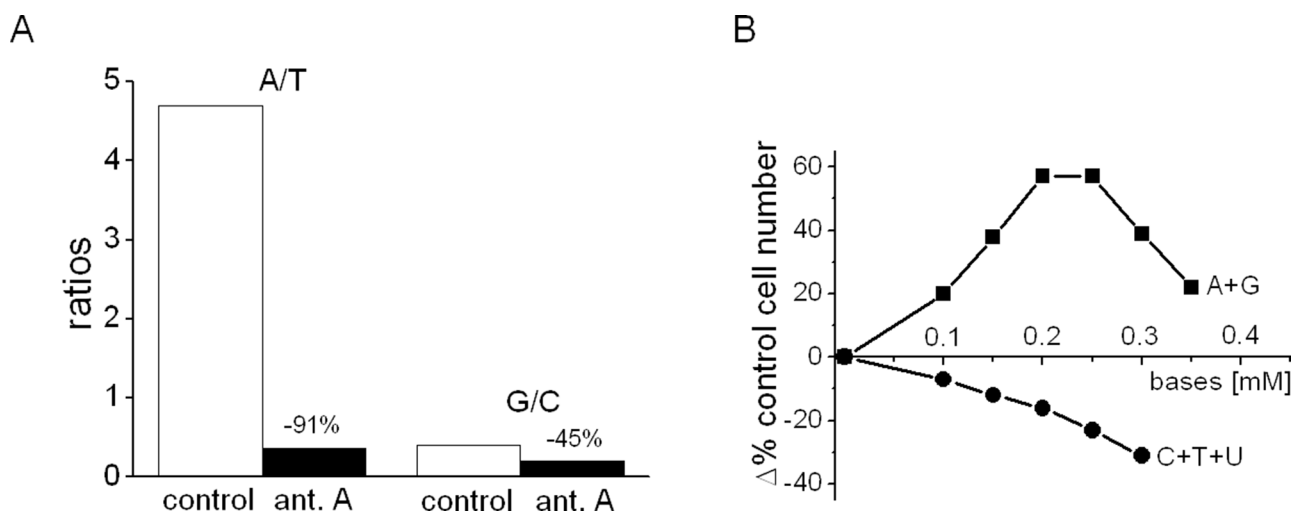 A
B
A/T
5
4
3
2
1
0
ratios
-91%
G/C
-45%
control ant. A control ant. A
Δ% control cell number
60
40
20
0
-20
-40
A+G
0.1 0.2 0.3 0.4
bases [mM]
C+T+U